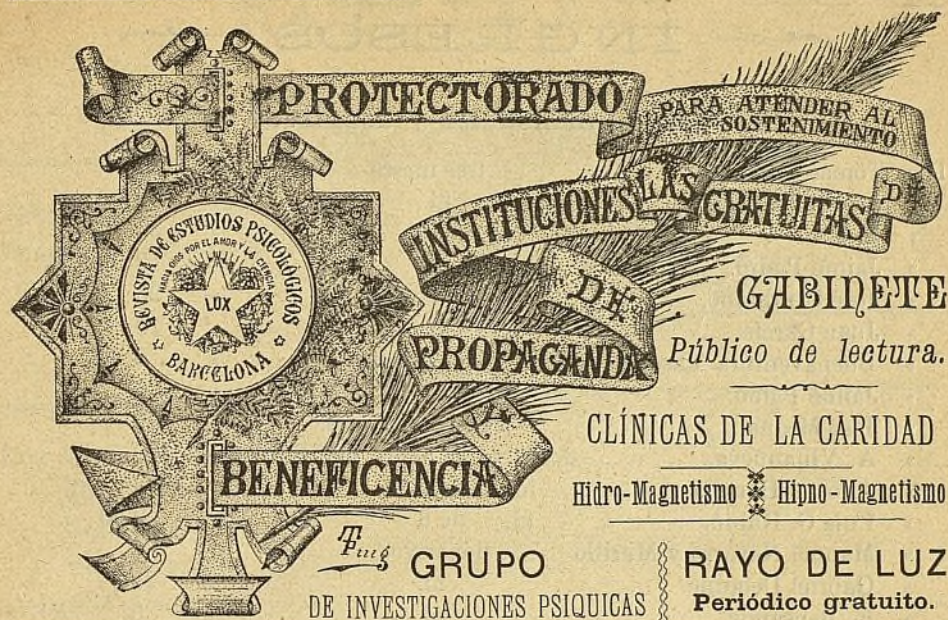 PROTECTORADO
PARA ATENDER AL
SOSTENIMIENTO
DE
LAS
INSTITUCIONES GRATUITAS
DE
PROPAGANDA
Y
BENEFICENCIA
REVISTA DE ESTUDIOS PSICOLÓGICOS
BARCELONA
HACIA DIOS POR EL AMOR Y LA CIENCIA
LUX
GABINETE
Público de lectura.
CLÍNICAS DE LA CARIDAD
Hidro-Magnetismo Hipno-Magnetismo
GRUPO
DE INVESTIGACIONES PSIQUICAS
RAYO DE LUZ
Periódico gratuito.